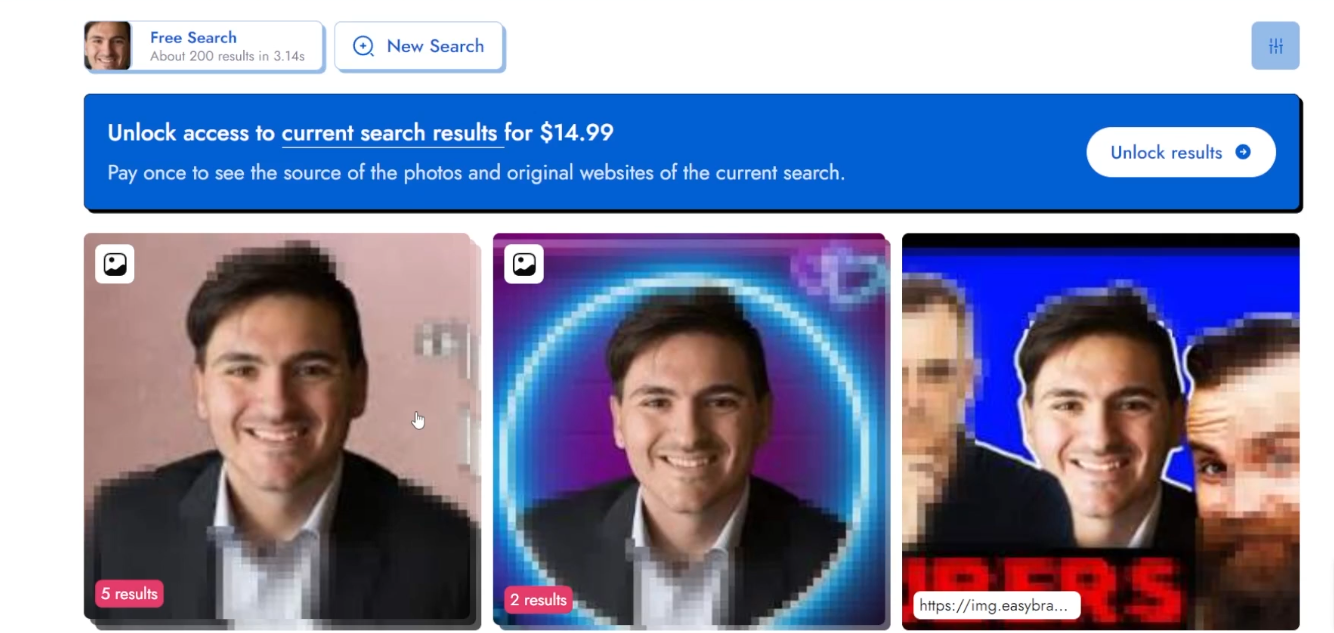 Free Search
About 200 results in 3.14s
New Search
Unlock access to current search results for $14.99
Pay once to see the source of the photos and original websites of the current search.
Unlock results
5 results
2 results
https://img.easybra...
BERS